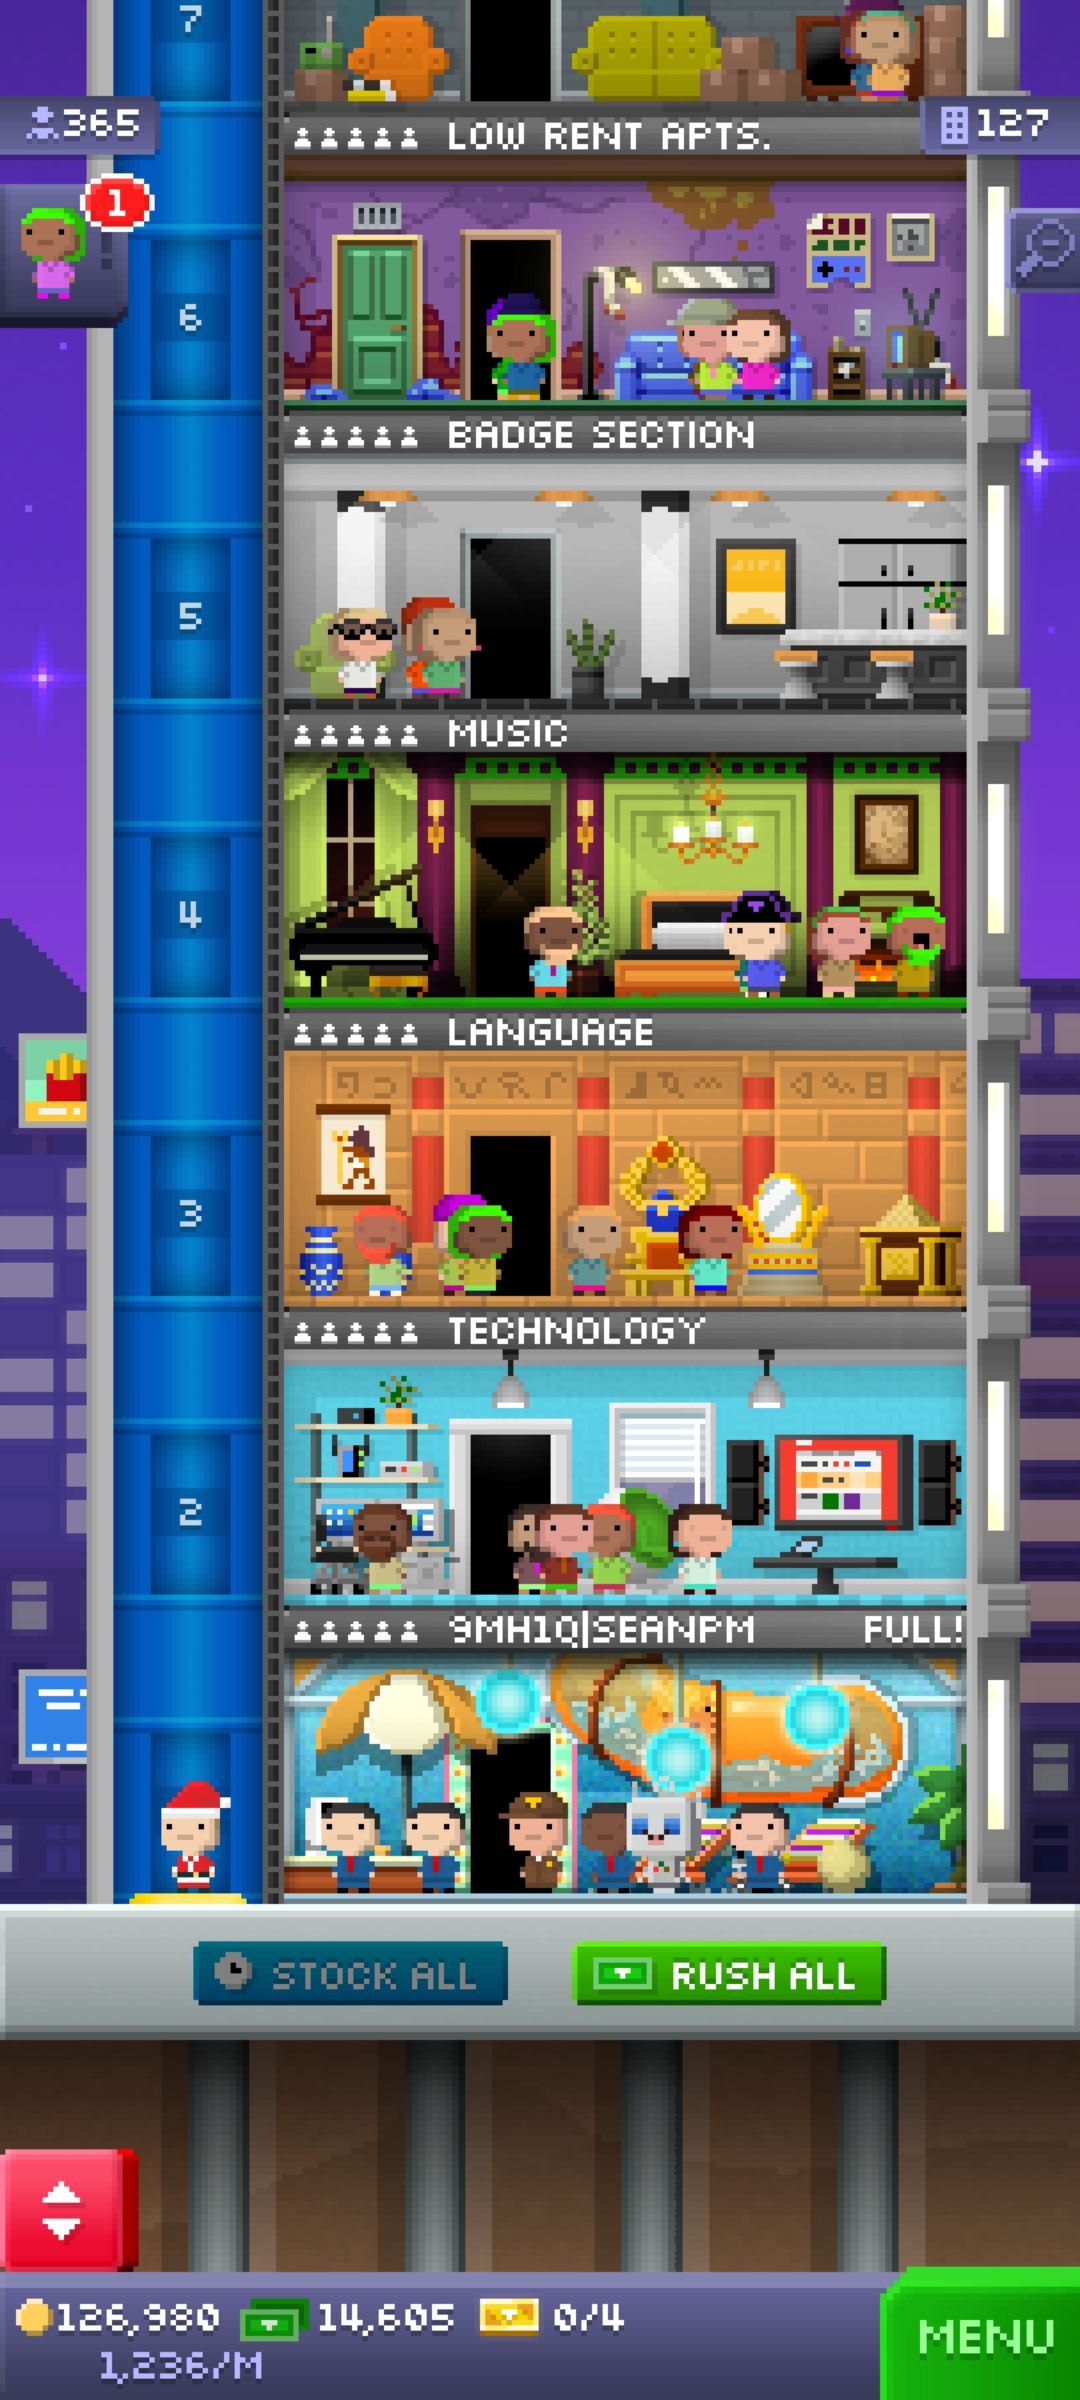 7
365
127
LOW RENT APTS.
1
6
BADGE SECTION
5
MUSIC
4
LANGUAGE
3
TECHNOLOGY
2
9MH1Q|SEANPM FULL!
STOCK ALL
RUSH ALL
126,980 14,605 0/4
1,236/M
MENU